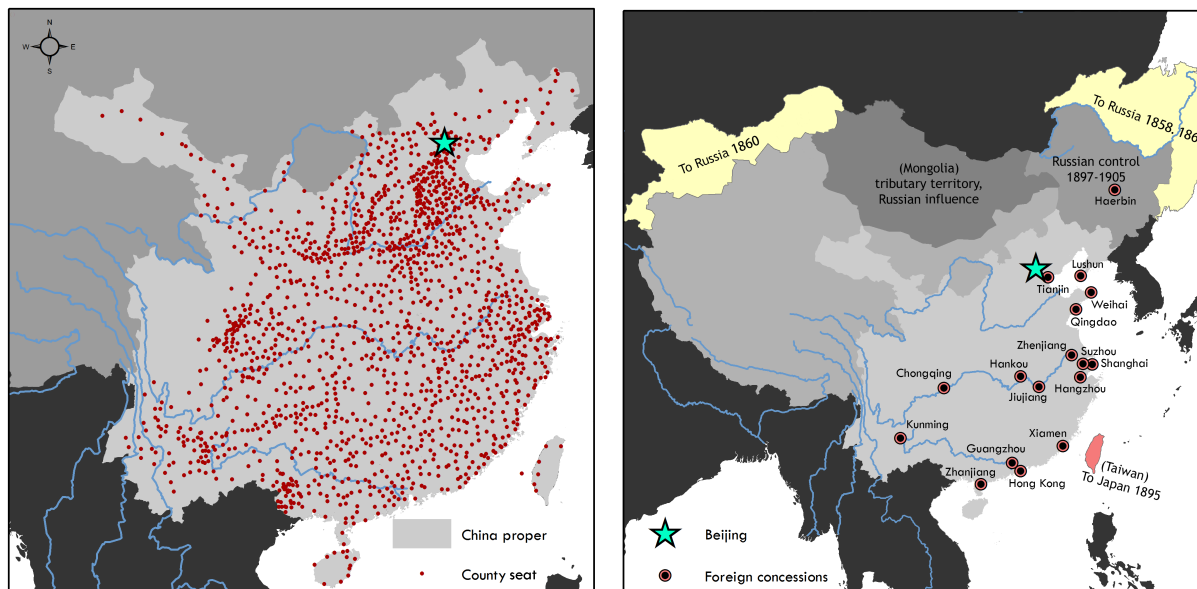 N
W E
S
China proper
County seat
To Russia 1860
To Russia 1858, 186
(Mongolia)
tributary territory,
Russian influence
Russian control
1897-1905
Haerbin
Lushun
Tianjin
Weihai
Qingdao
Zhenjiang
Suzhou
Shanghai
Hankou
Chongqing
Jiujiang
Hangzhou
Kunming
Xiamen
Guangzhou
Zhanjiang
Hong Kong
(Taiwan)
To Japan 1895
Beijing
Foreign concessions